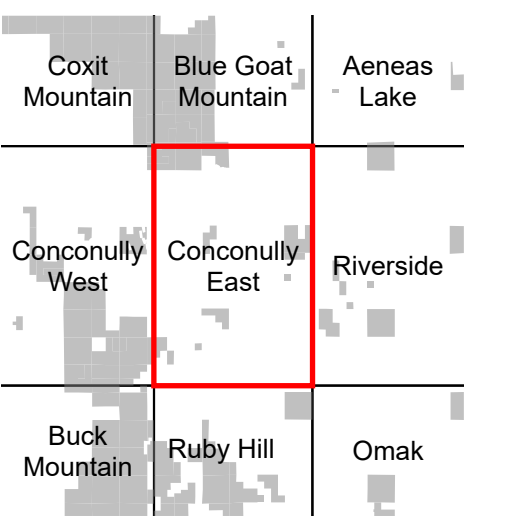 Coxit
Mountain
Blue Goat
Mountain
Aeneas
Lake
Conconully
West
Conconully
East
Riverside
Buck
Mountain
Ruby Hill
Omak